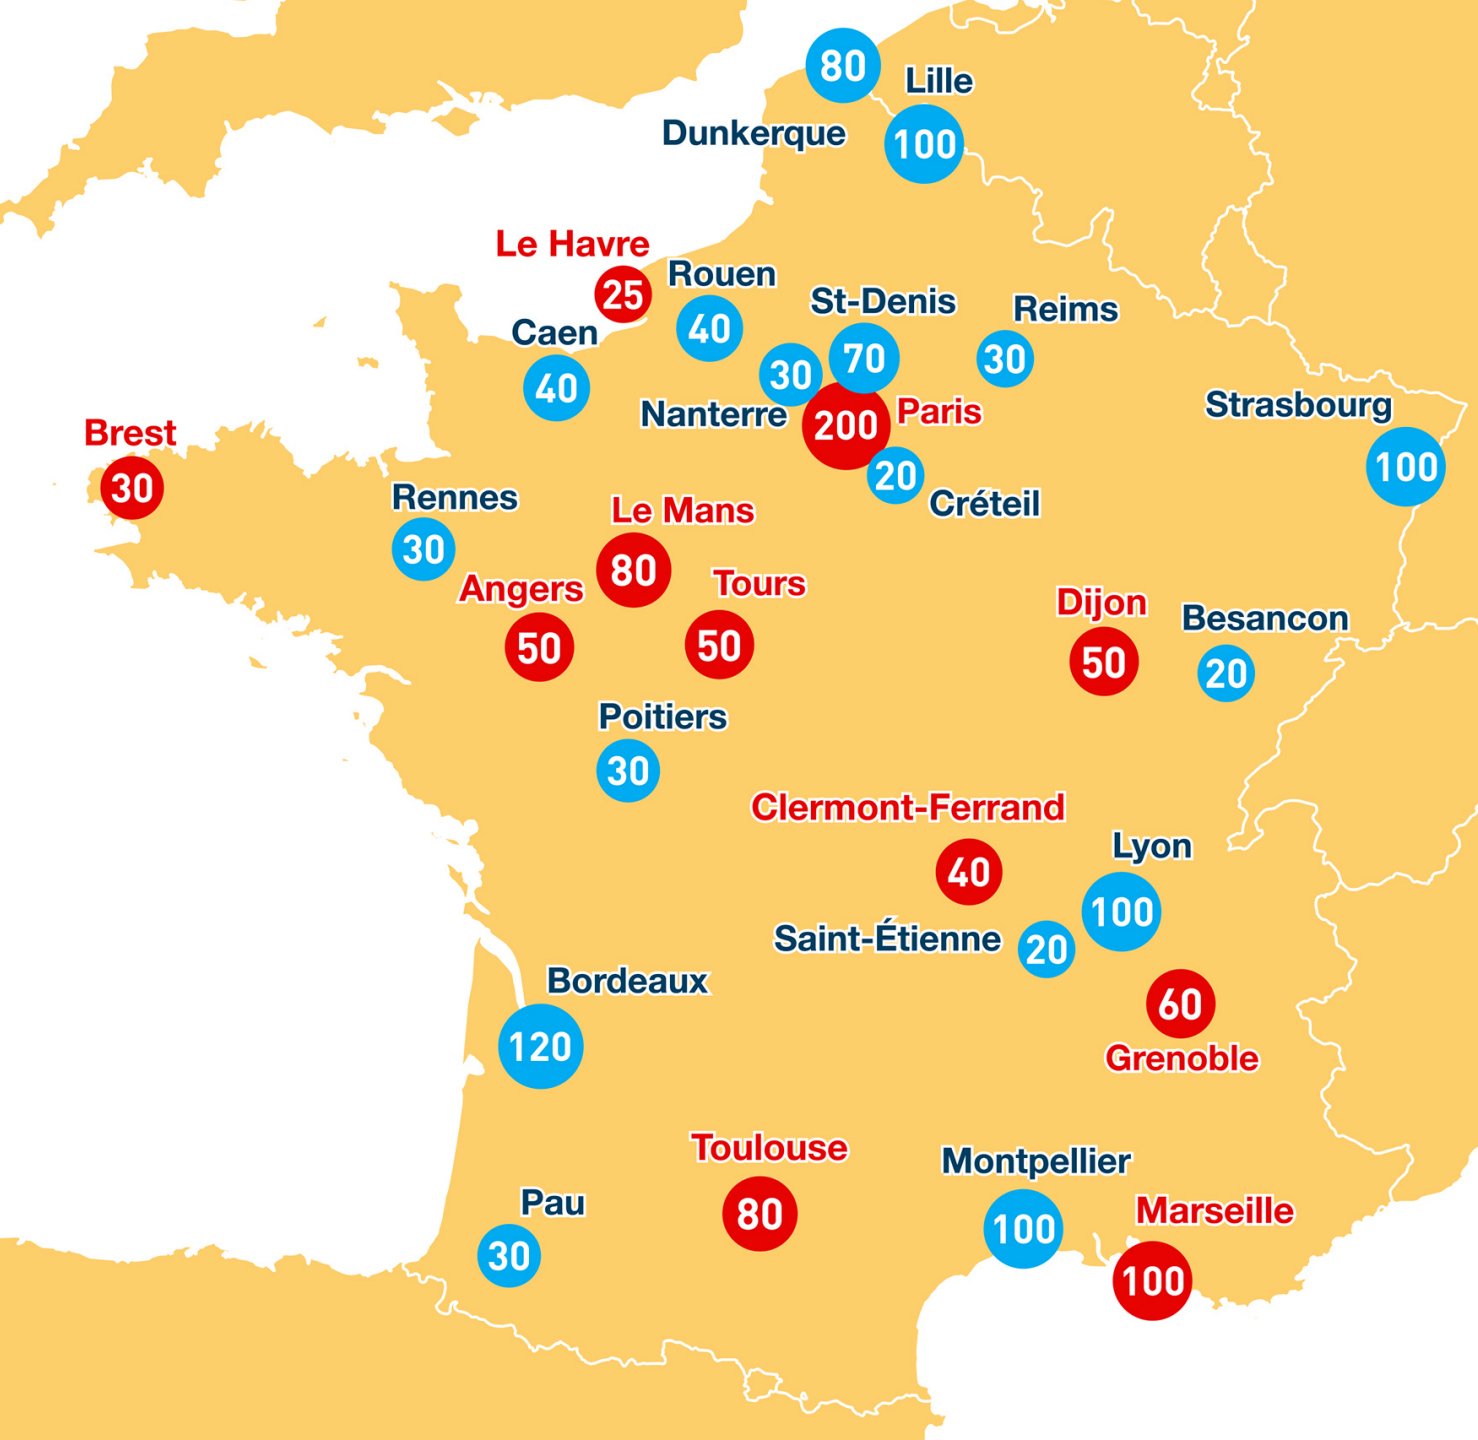 80
Lille
Dunkerque
100
Le Havre
25
Rouen
40
St-Denis
70
Reims
30
Caen
40
30
Nanterre
200
Paris
Strasbourg
100
Brest
30
20
Créteil
Rennes
30
Le Mans
80
Angers
50
Tours
50
Dijon
50
Besancon
20
Poitiers
30
Clermont-Ferrand
40
Lyon
100
Saint-Étienne
20
Bordeaux
120
60
Grenoble
Toulouse
80
Montpellier
100
Pau
30
Marseille
100